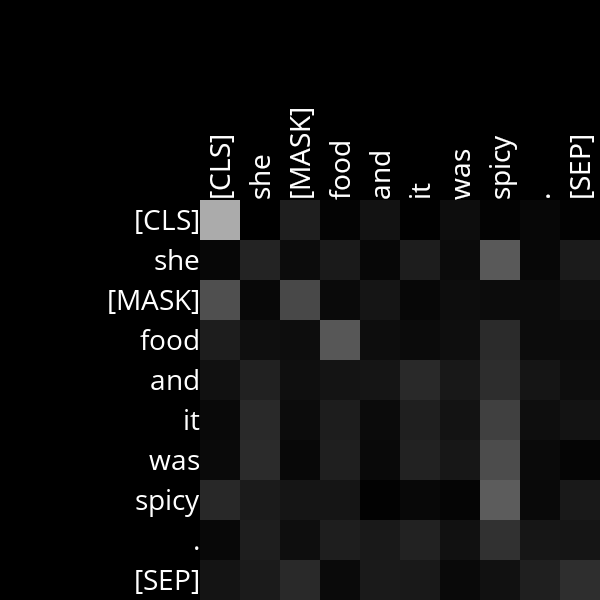 [CLS] she [MASK] food and it was spicy . [SEP]
[CLS]
she
[MASK]
food
and
it
was
spicy
.
[SEP]